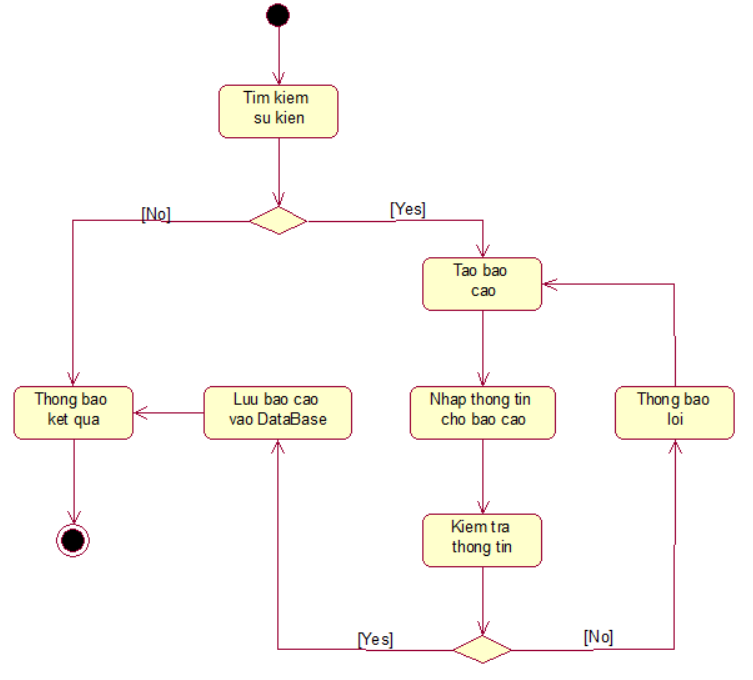 Tim kiem
su kien
[No]
[Yes]
Tao bao
cao
Thong bao
ket qua
Luu bao cao
vao DataBase
Nhap thong tin
cho bao cao
Thong bao
loi
Kiem tra
thong tin
[Yes]
[No]